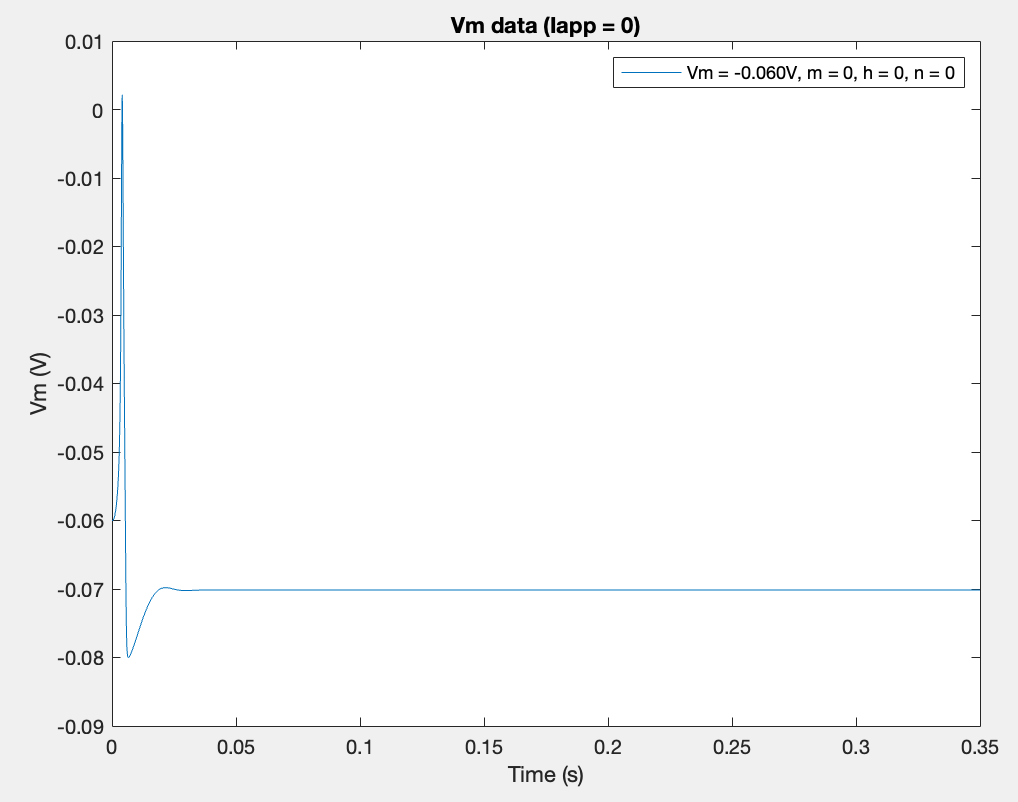 Vm data (Iapp = 0)
Vm = -0.060V, m = 0, h = 0, n = 0
0.01
0
-0.01
-0.02
-0.03
-0.04
-0.05
-0.06
-0.07
-0.08
-0.09
Vm (V)
0 0.05 0.1 0.15 0.2 0.25 0.3 0.35
Time (s)